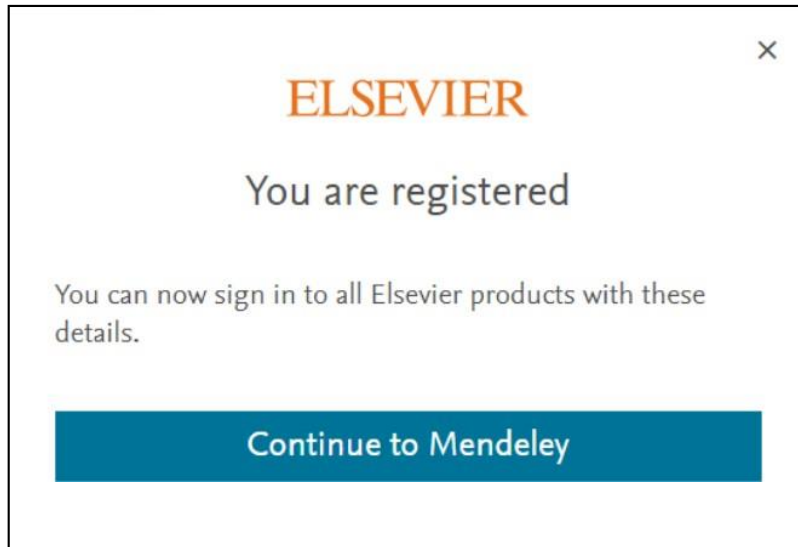 ELSEVIER
You are registered
You can now sign in to all Elsevier products with these
details.
Continue to Mendeley